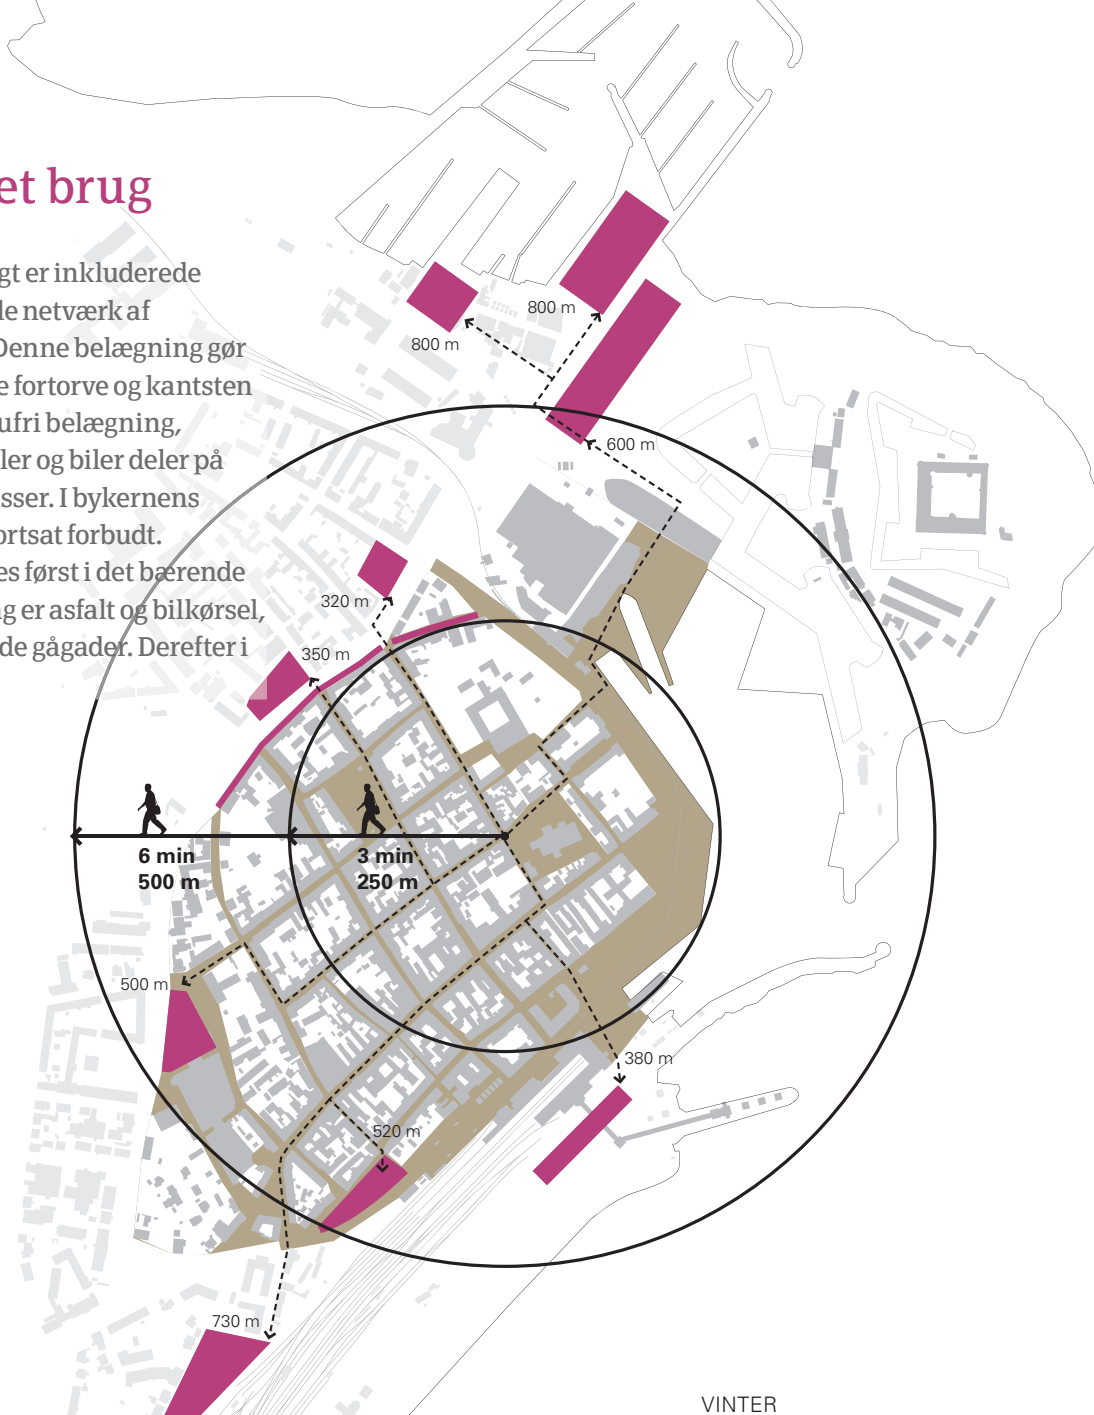 et brug
gt er inkluderede
le netværk af
Denne belægning gør
e fortorve og kantsten
ufri belægning,
ler og biler deler på
sser. I bykernens
ortsat forbudt.
es først i det bærende
g er asfalt og bilkørsel,
de gågader. Derefter i
800 m
800 m
600 m
320 m
350 m
6 min
500 m
3 min
250 m
500 m
380 m
520 m
730 m
VINTER